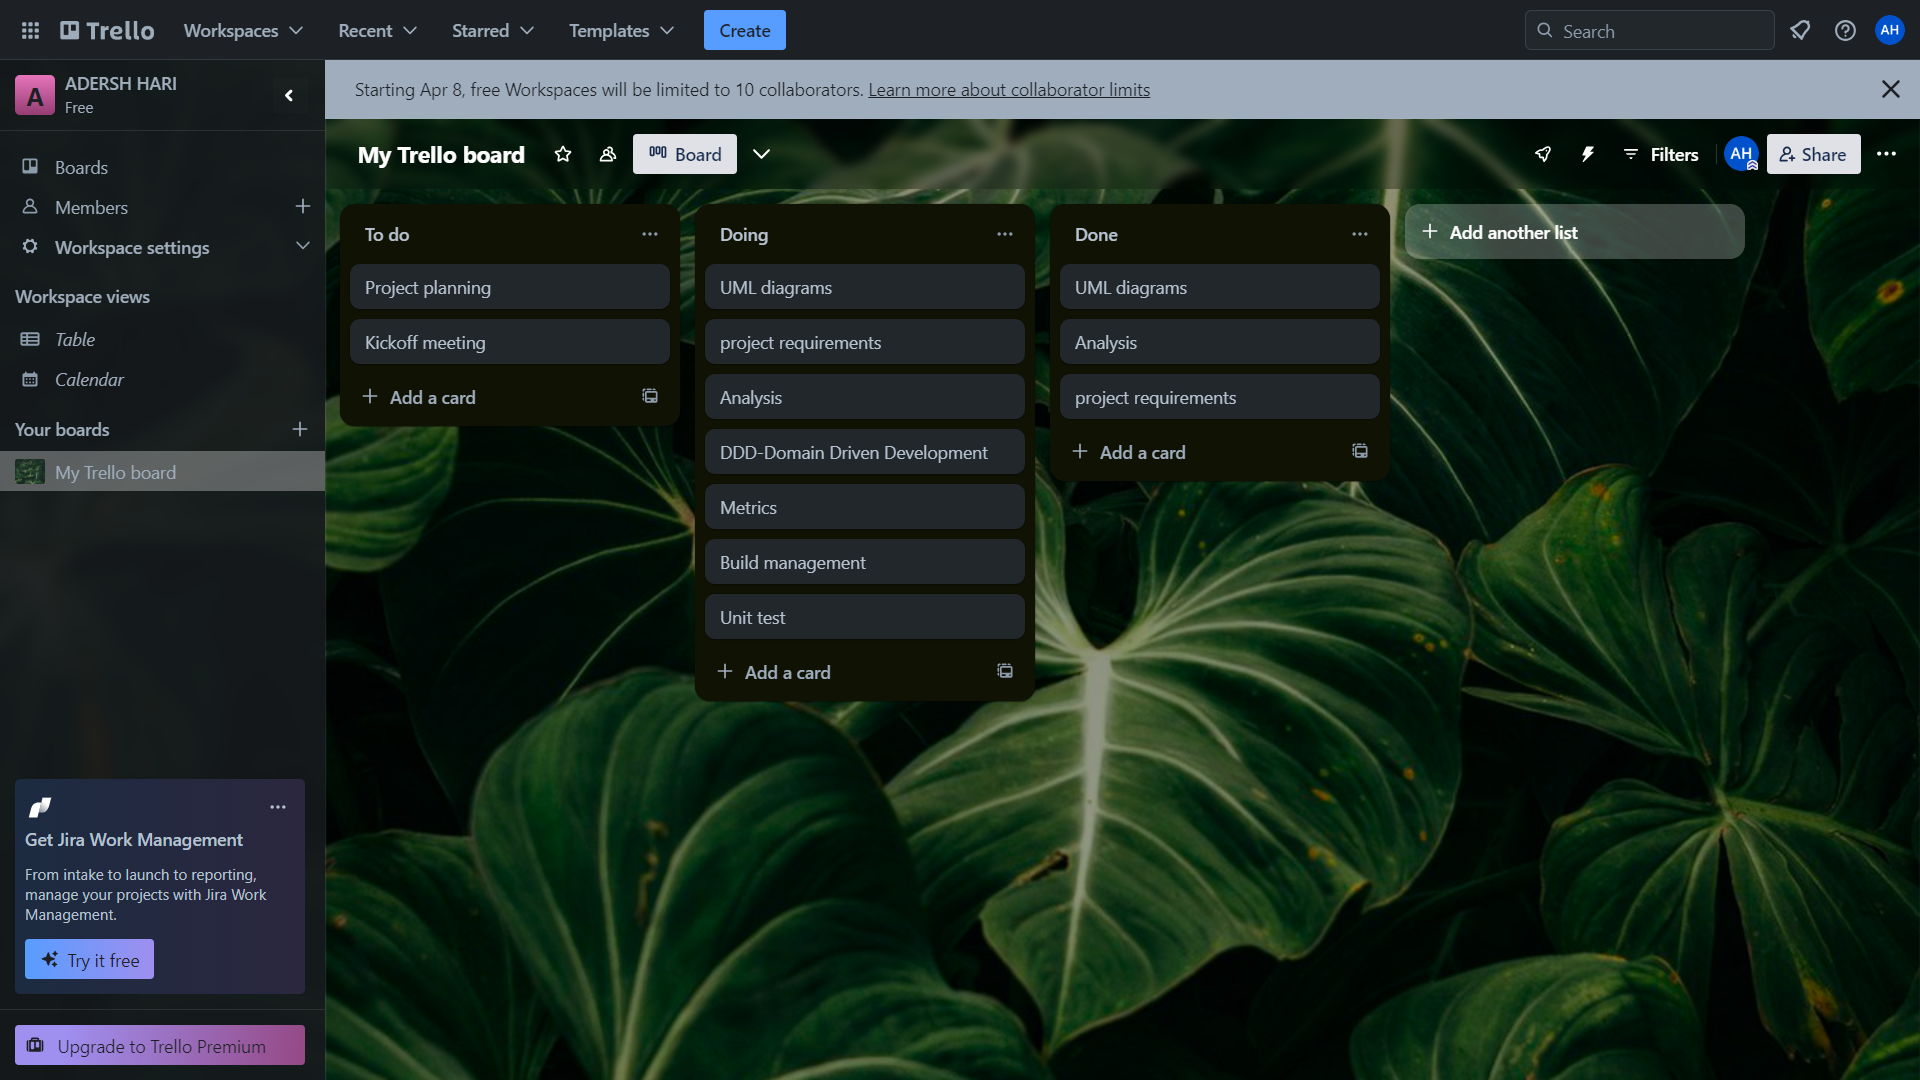 Trello
Workspaces
Recent
Starred
Templates
Create
Search
AH
A
ADERSH HARI
Free
Starting Apr 8, free Workspaces will be limited to 10 collaborators. Learn more about collaborator limits
My Trello board
Board
Filters
AH
Share
Boards
Members
Workspace settings
Workspace views
Table
Calendar
Your boards
My Trello board
To do
Project planning
Kickoff meeting
Add a card
Doing
UML diagrams
project requirements
Analysis
DDD-Domain Driven Development
Metrics
Build management
Unit test
Add a card
Done
UML diagrams
Analysis
project requirements
Add a card
Add another list
Get Jira Work Management
From intake to launch to reporting,
manage your projects with Jira Work
Management.
Try it free
Upgrade to Trello Premium